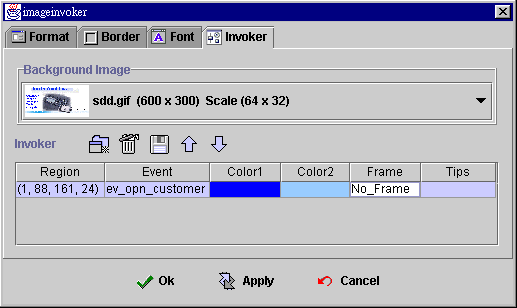 imageinvoker
Format Border Font Invoker
Background Image
sdd.gif (600 x 300) Scale (64 x 32)
Invoker
Region Event Color1 Color2 Frame Tips
(1, 88, 161, 24) ev_opn_customer No_Frame
Ok Apply Cancel